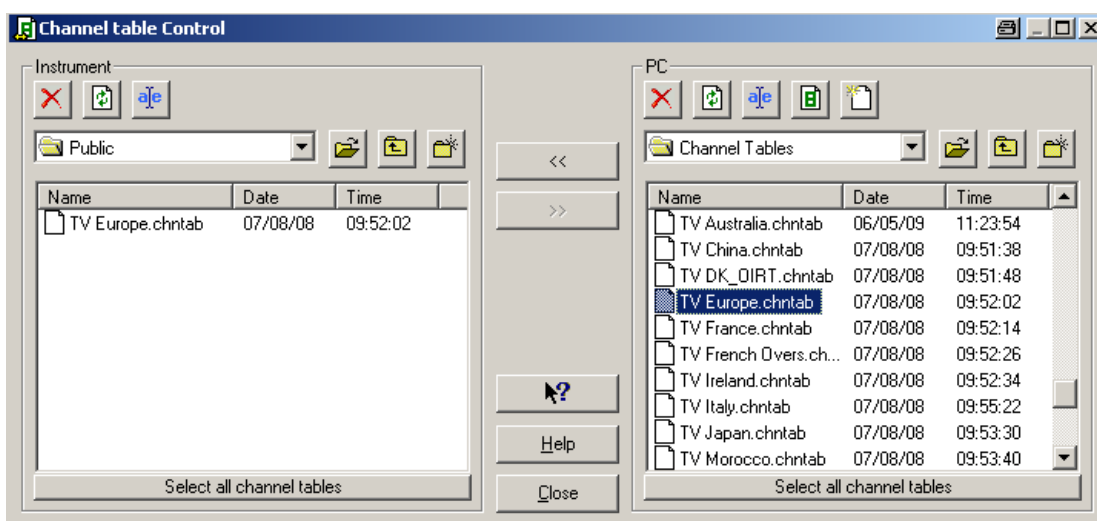 Channel table Control
Instrument
a]e
Public
Name Date Time
TV Europe.chntab 07/08/08 09:52:02
Select all channel tables
<<
>>
?
Help
Close
PC
a]e
Channel Tables
Name Date Time
TV Australia.chntab 06/05/09 11:23:54
TV China.chntab 07/08/08 09:51:38
TV DK_OIRT.chntab 07/08/08 09:51:48
TV Europe.chntab 07/08/08 09:52:02
TV France.chntab 07/08/08 09:52:14
TV French Overs.ch... 07/08/08 09:52:26
TV Ireland.chntab 07/08/08 09:52:34
TV Italy.chntab 07/08/08 09:55:22
TV Japan.chntab 07/08/08 09:53:30
TV Morocco.chntab 07/08/08 09:53:40
Select all channel tables